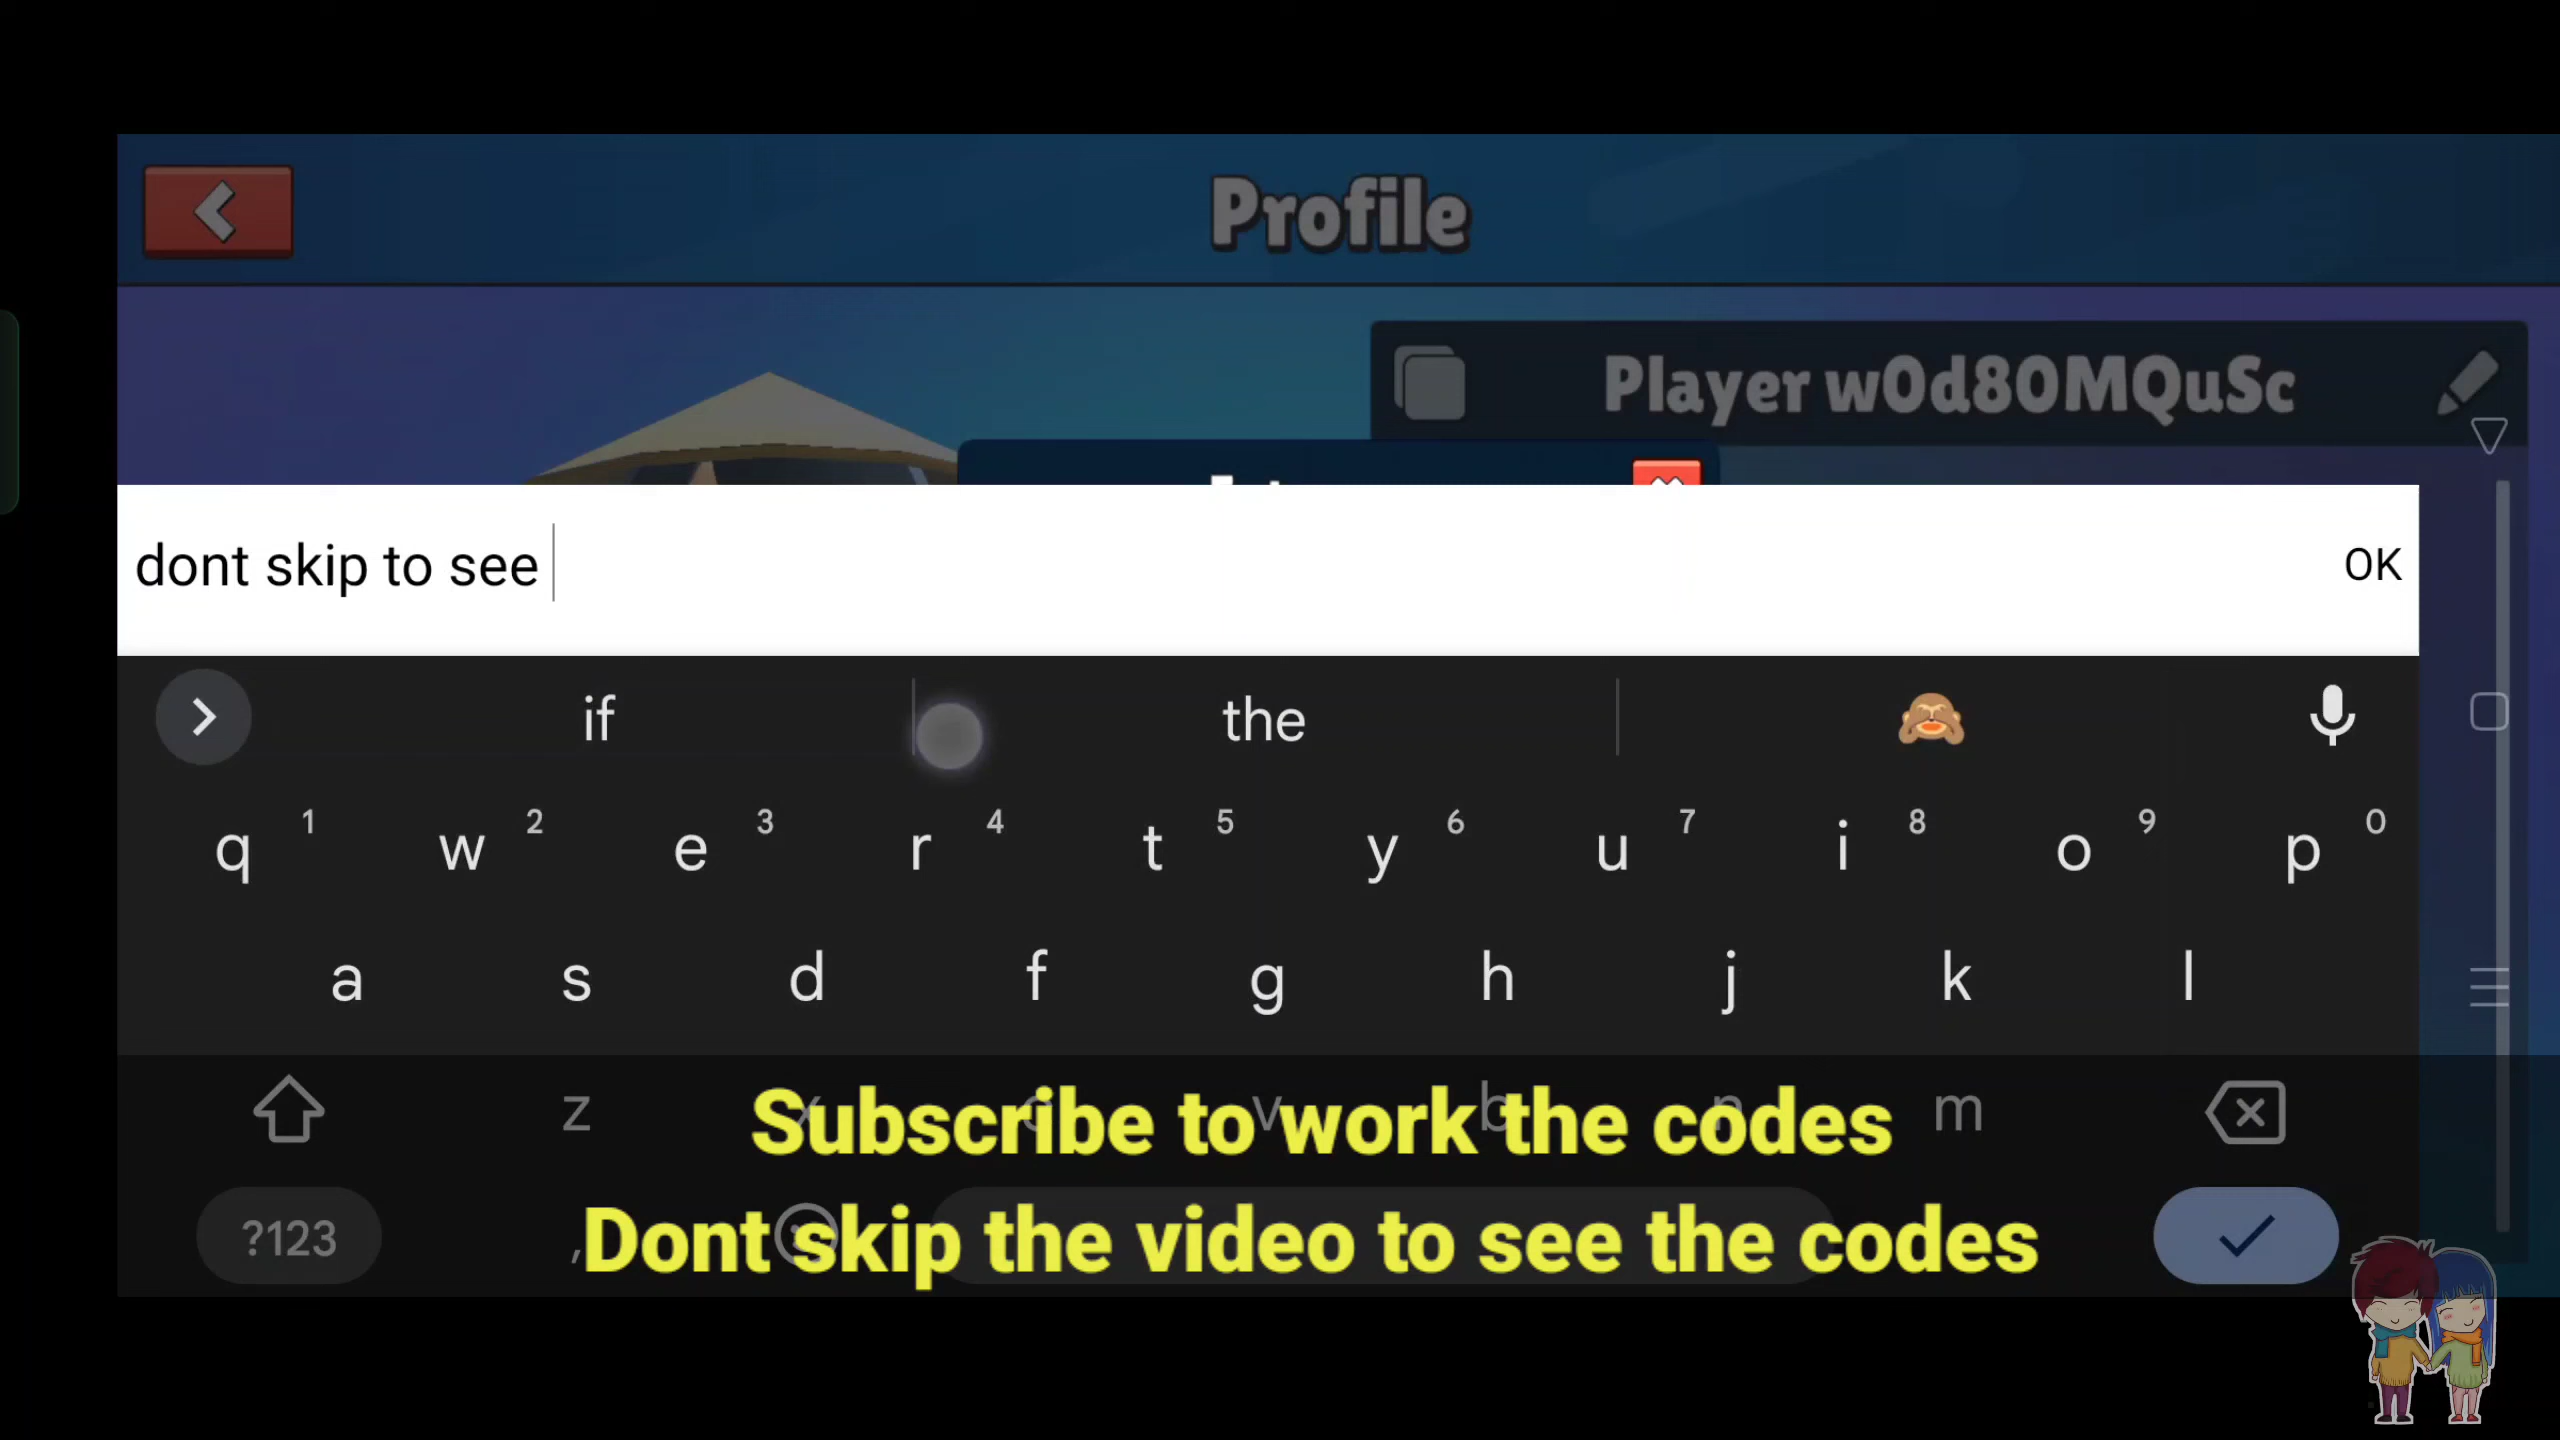 Profile
Player w0d80MQuSc
dont skip to see
OK
if the
q 1 w 2 e 3 r 4 t 5 y 6 u 7 i 8 o 9 p 0
a s d f g h j k l
z x c v b n m
Subscribe to work the codes
?123 ,
Dont skip the video to see the codes